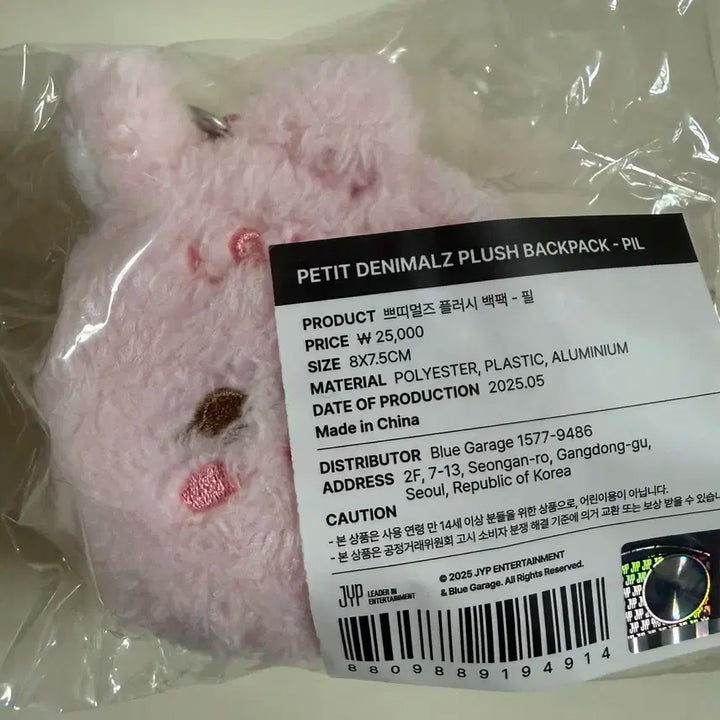 PETIT DENIMALZ PLUSH BACKPACK - PIL
PRODUCT 쁘띠멀즈 플러시 백팩 - 필
PRICE ₩ 25,000
SIZE 8X7.5CM
MATERIAL POLYESTER, PLASTIC, ALUMINIUM
DATE OF PRODUCTION 2025.05
Made in China
DISTRIBUTOR Blue Garage 1577-9486
ADDRESS 2F, 7-13, Seongan-ro, Gangdong-gu,
Seoul, Republic of Korea
CAUTION
- 본 상품은 사용 연령 만 14세 이상 분들을 위한 상품으로, 어린이용이 아닙니다.
- 본 상품은 공정거래위원회 고시 소비자 분쟁 해결 기준에 의거 교환 또는 보상 받을 수 있습
JYP LEADER IN
ENTERTAINMENT
© 2025 JYP ENTERTAINMENT
& Blue Garage. All Rights Reserved.
8809889194914
JYP JYP JYP